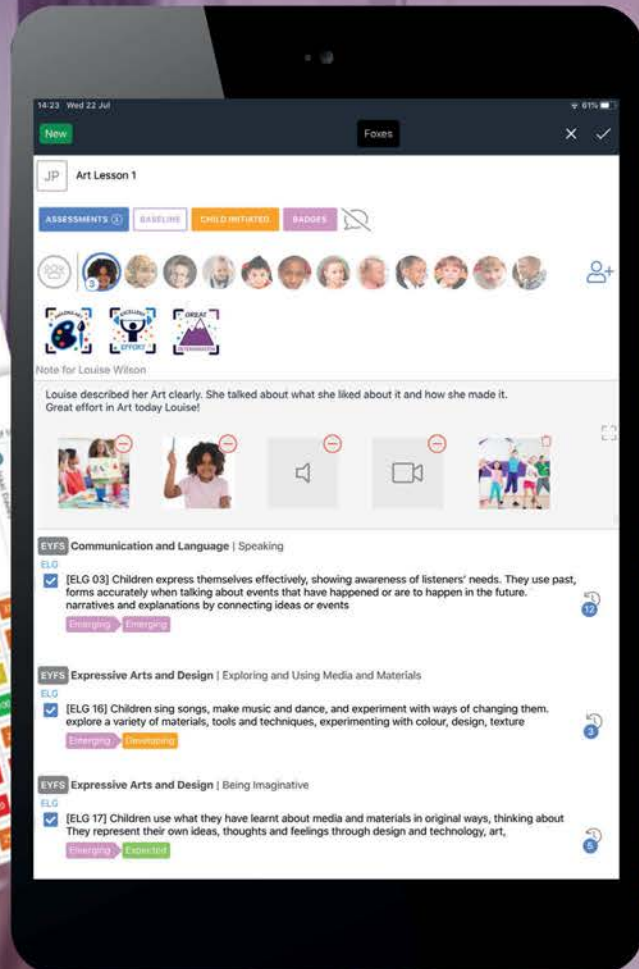 14:23 Wed 22 Jul
61%
New
Foxes
JP
Art Lesson 1
ASSESSMENTS 3
BASELINE
CHILD INITIATED
BADGES
3
AMAZING ART
EXCELLENT
EFFORT
GREAT
DETERMINATION
Note for Louise Wilson
Louise described her Art clearly. She talked about what she liked about it and how she made it.
Great effort in Art today Louise!
EYFS Communication and Language | Speaking
ELG
[ELG 03] Children express themselves effectively, showing awareness of listeners' needs. They use past,
forms accurately when talking about events that have happened or are to happen in the future.
narratives and explanations by connecting ideas or events
12
Emerging Emerging
EYFS Expressive Arts and Design | Exploring and Using Media and Materials
ELG
[ELG 16] Children sing songs, make music and dance, and experiment with ways of changing them.
explore a variety of materials, tools and techniques, experimenting with colour, design, texture
3
Emerging Developing
EYFS Expressive Arts and Design | Being Imaginative
ELG
[ELG 17] Children use what they have learnt about media and materials in original ways, thinking about
They represent their own ideas, thoughts and feelings through design and technology, art,
5
Emerging Expected